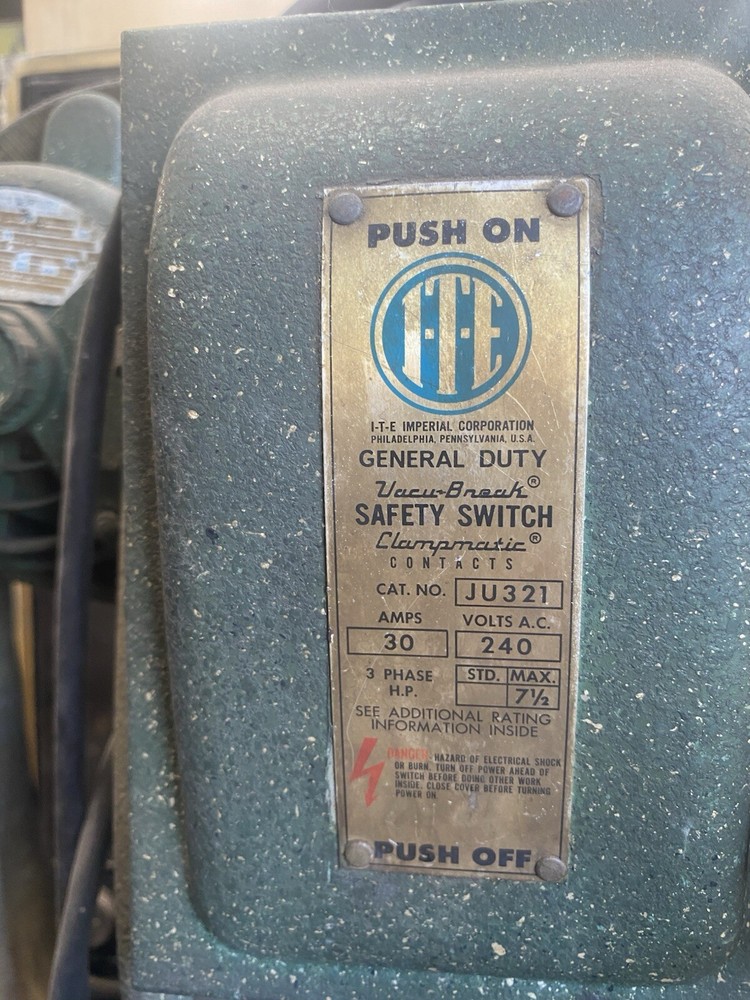 PUSH ON
I-T-E
I-T-E IMPERIAL CORPORATION
PHILADELPHIA, PENNSYLVANIA, U.S.A.
GENERAL DUTY
Vacu-Break®
SAFETY SWITCH
Clampmatic®
CONTACTS
CAT. NO. JU321
AMPS VOLTS A.C.
30 240
3 PHASE STD. MAX.
H.P. 7½
SEE ADDITIONAL RATING
INFORMATION INSIDE
DANGER: HAZARD OF ELECTRICAL SHOCK
OR BURN. TURN OFF POWER AHEAD OF
SWITCH BEFORE DOING OTHER WORK
INSIDE. CLOSE COVER BEFORE TURNING
POWER ON
PUSH OFF